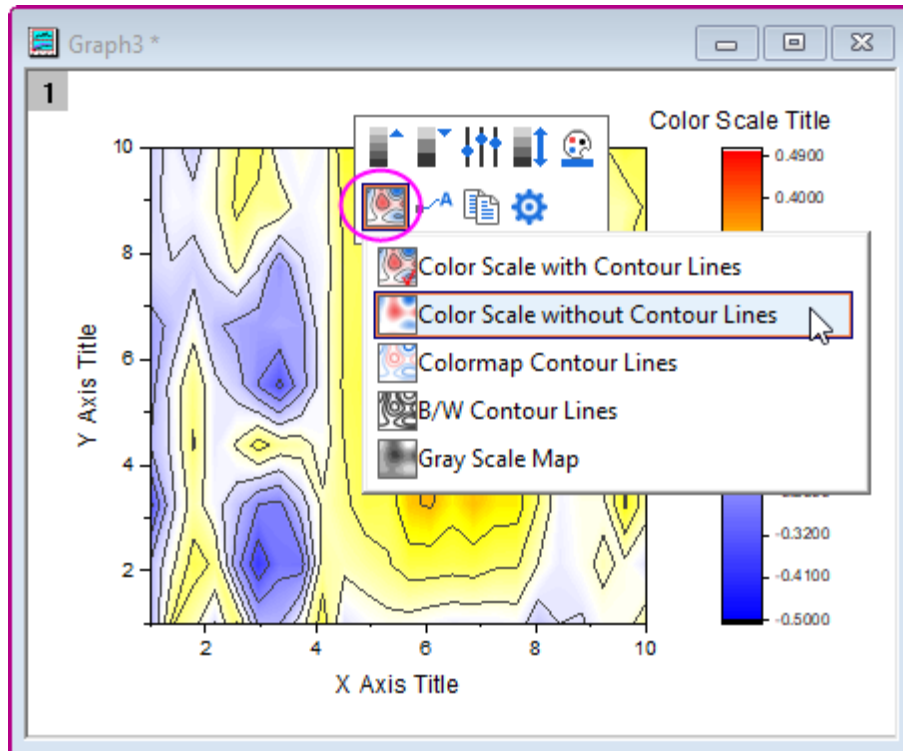 Graph3 *
1
Color Scale Title
10
0.4900
0.4000
A
8
Color Scale with Contour Lines
Color Scale without Contour Lines
6
Colormap Contour Lines
Y Axis Title
B/W Contour Lines
4
Gray Scale Map
-0.3200
2
-0.4100
-0.5000
2 4 6 8 10
X Axis Title